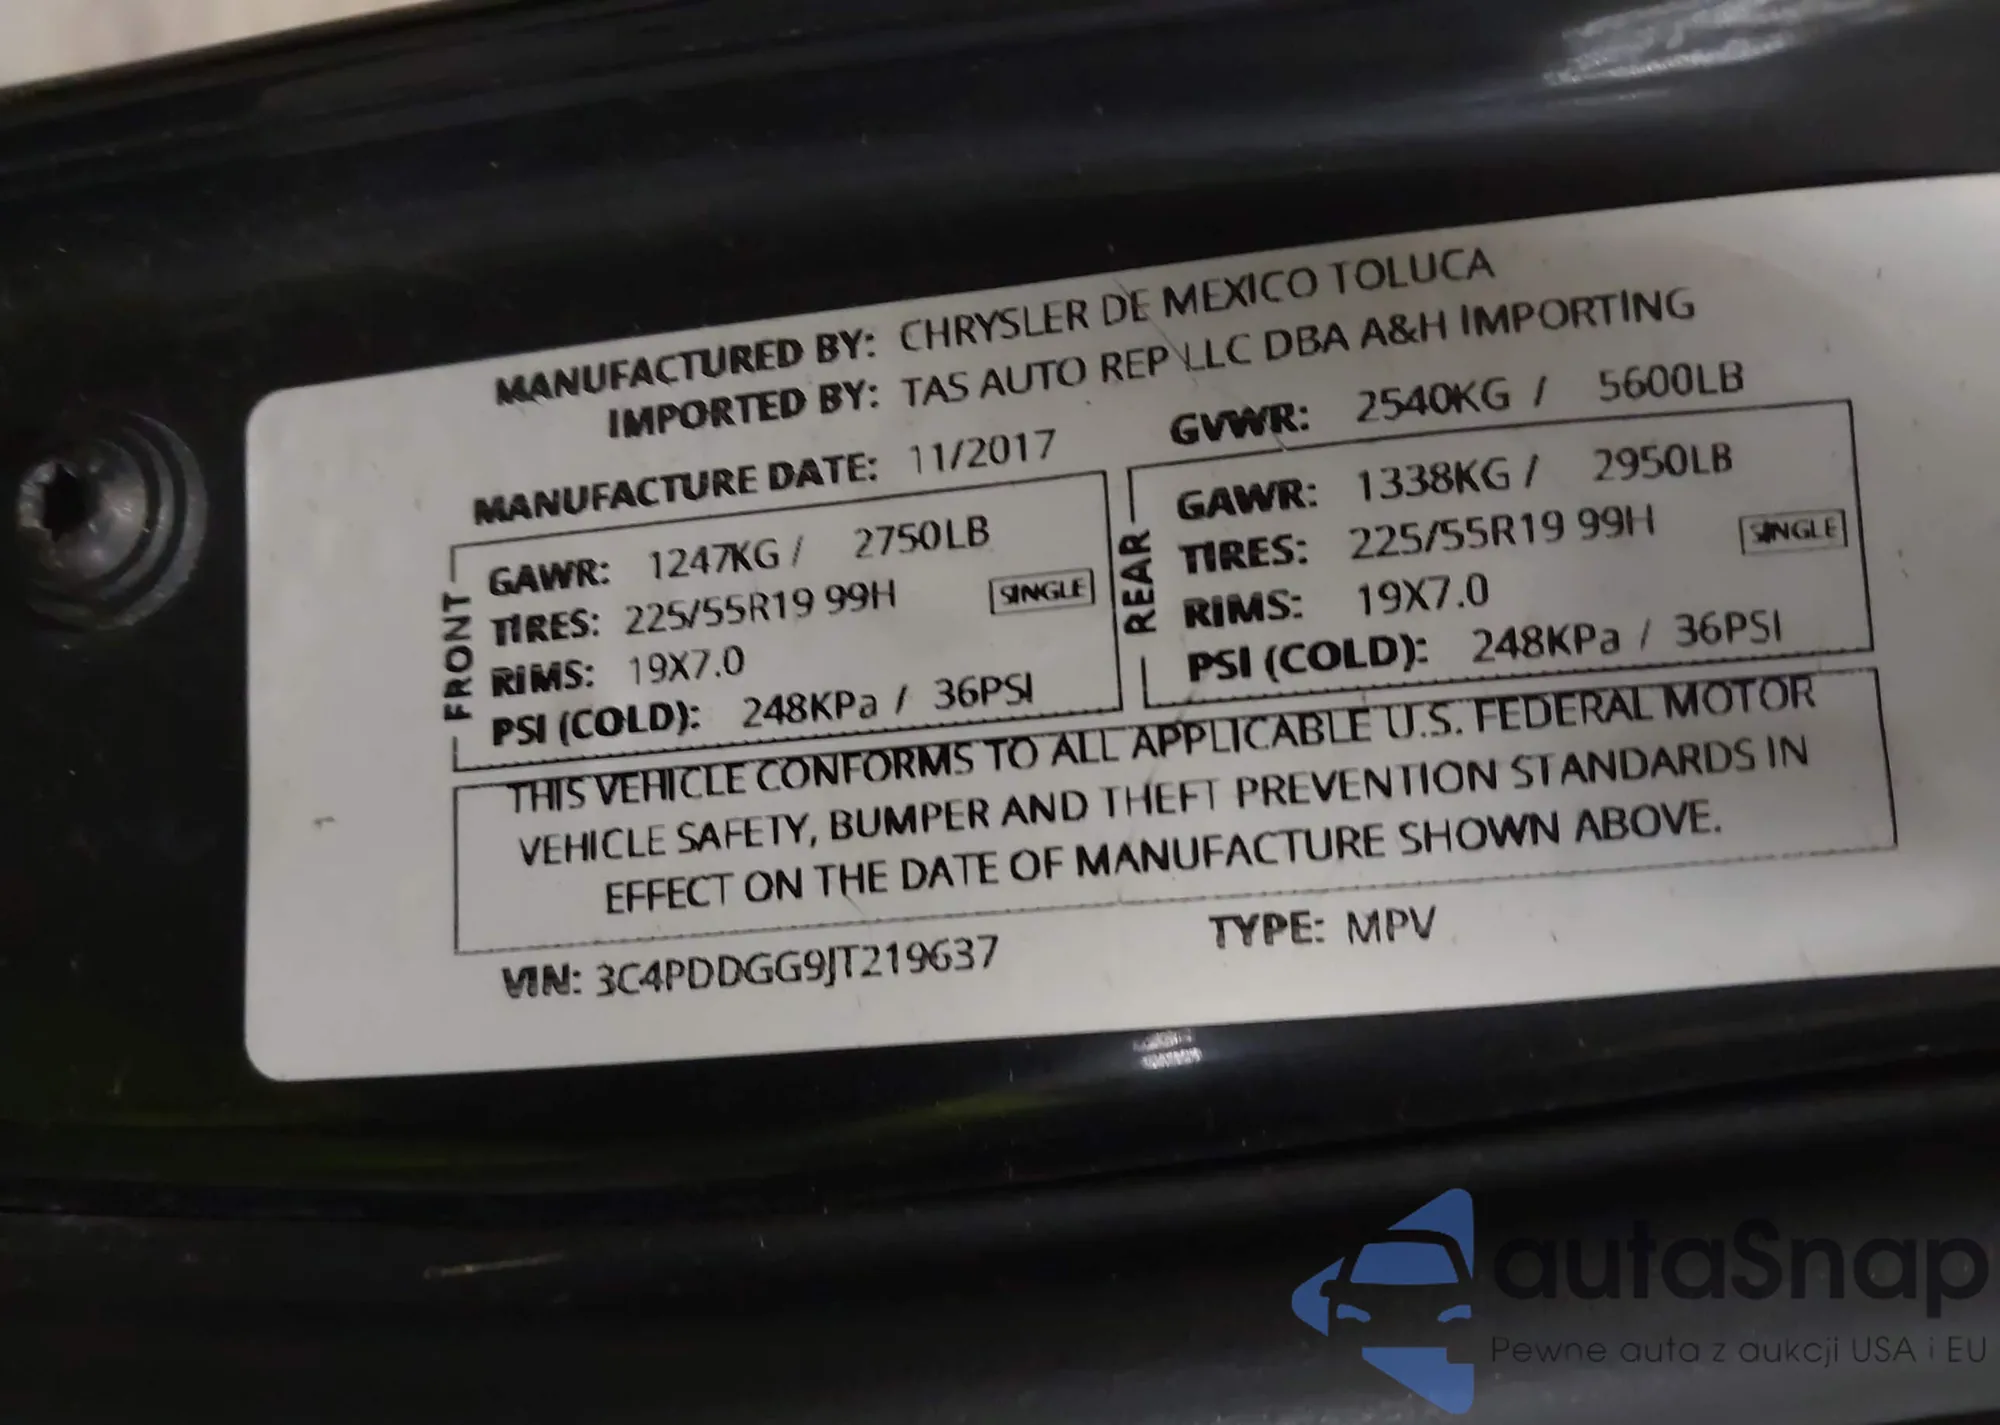 MANUFACTURED BY: CHRYSLER DE MEXICO TOLUCA
IMPORTED BY: TAS AUTO REP LLC DBA A&H IMPORTING
MANUFACTURE DATE: 11/2017 GVWR: 2540KG / 5600LB
FRONT
GAWR: 1247KG / 2750LB
TIRES: 225/55R19 99H SINGLE
RIMS: 19X7.0
PSI (COLD): 248KPa / 36PSI
REAR
GAWR: 1338KG / 2950LB
TIRES: 225/55R19 99H SINGLE
RIMS: 19X7.0
PSI (COLD): 248KPa / 36PSI
THIS VEHICLE CONFORMS TO ALL APPLICABLE U.S. FEDERAL MOTOR
VEHICLE SAFETY, BUMPER AND THEFT PREVENTION STANDARDS IN
EFFECT ON THE DATE OF MANUFACTURE SHOWN ABOVE.
VIN: 3C4PDDGG9JT219637 TYPE: MPV
autaSnap
Pewne auta z aukcji USA i EU